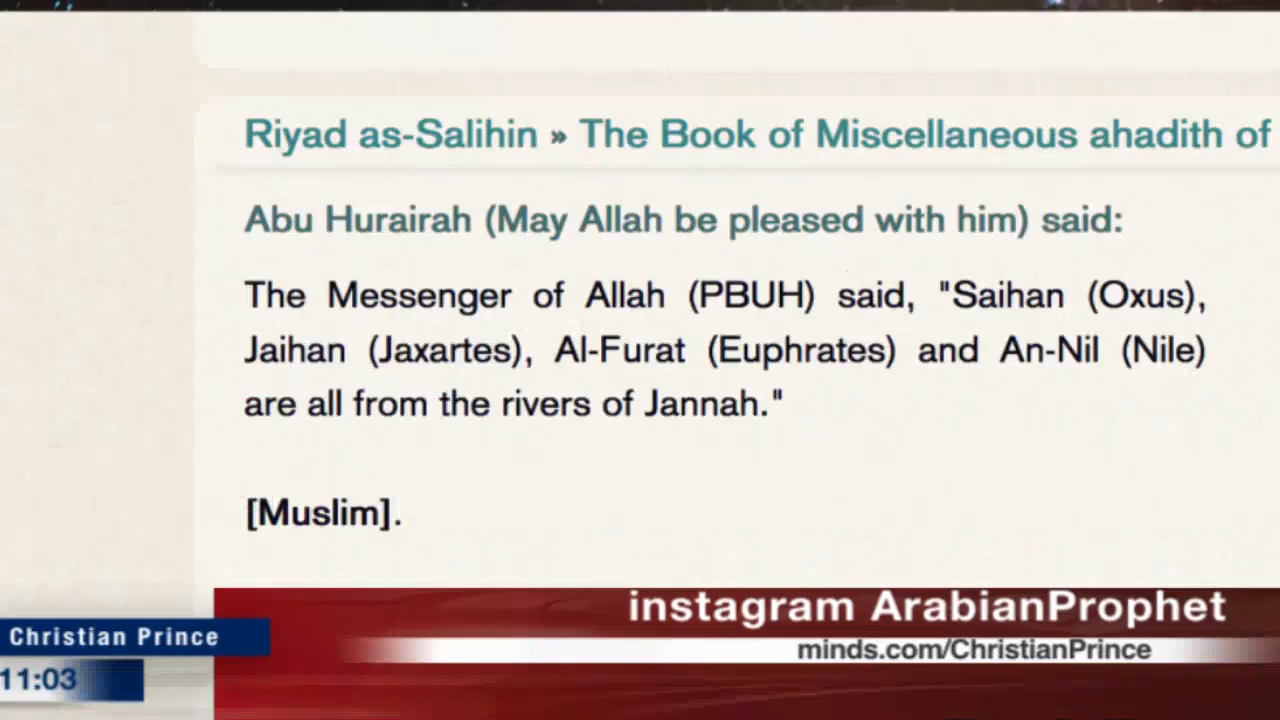 Riyad as-Salihin » The Book of Miscellaneous ahadith of
Abu Hurairah (May Allah be pleased with him) said:
The Messenger of Allah (PBUH) said, "Saihan (Oxus),
Jaihan (Jaxartes), Al-Furat (Euphrates) and An-Nil (Nile)
are all from the rivers of Jannah."
[Muslim].
instagram ArabianProphet
Christian Prince
minds.com/ChristianPrince
11:03